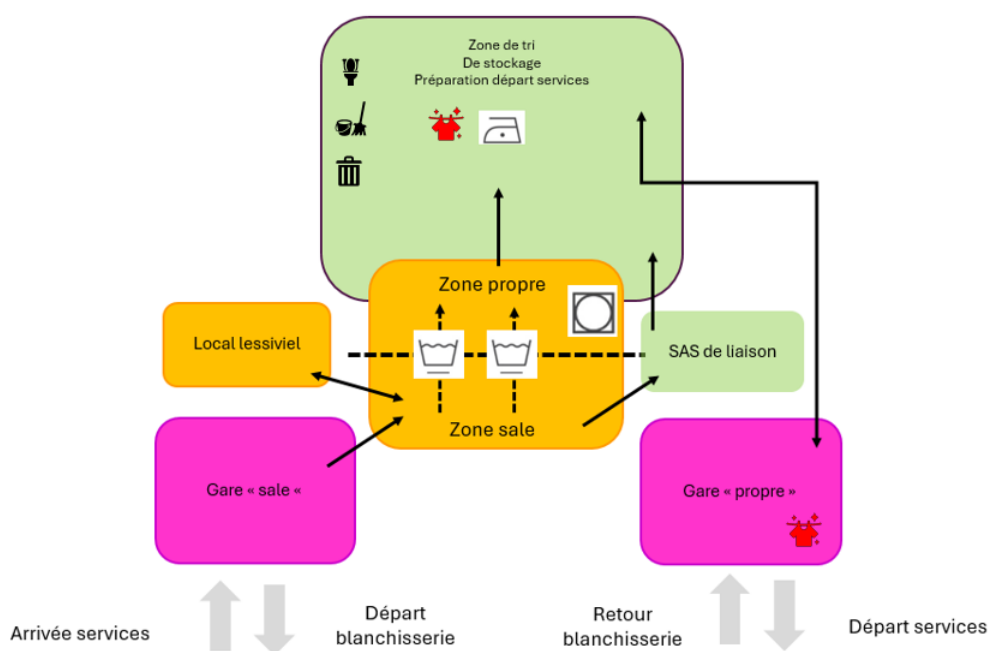 Zone de tri
De stockage
Préparation départ services
Zone propre
Local lessiviel
SAS de liaison
Zone sale
Gare « sale «
Gare « propre »
Arrivée services
Départ
blanchisserie
Retour
blanchisserie
Départ services